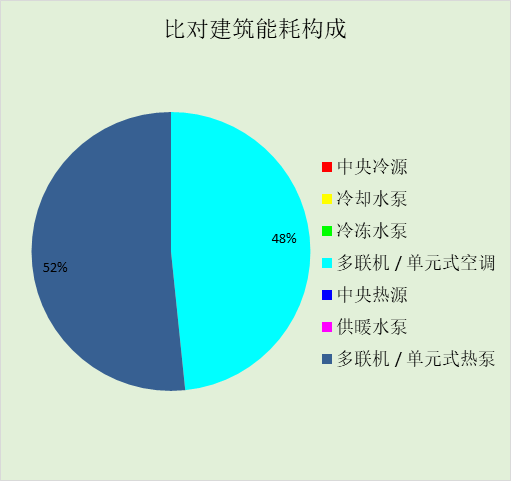 比对建筑能耗构成
中央冷源
冷却水泵
冷冻水泵
48%
多联机 / 单元式空调
52%
中央热源
供暖水泵
多联机 / 单元式热泵